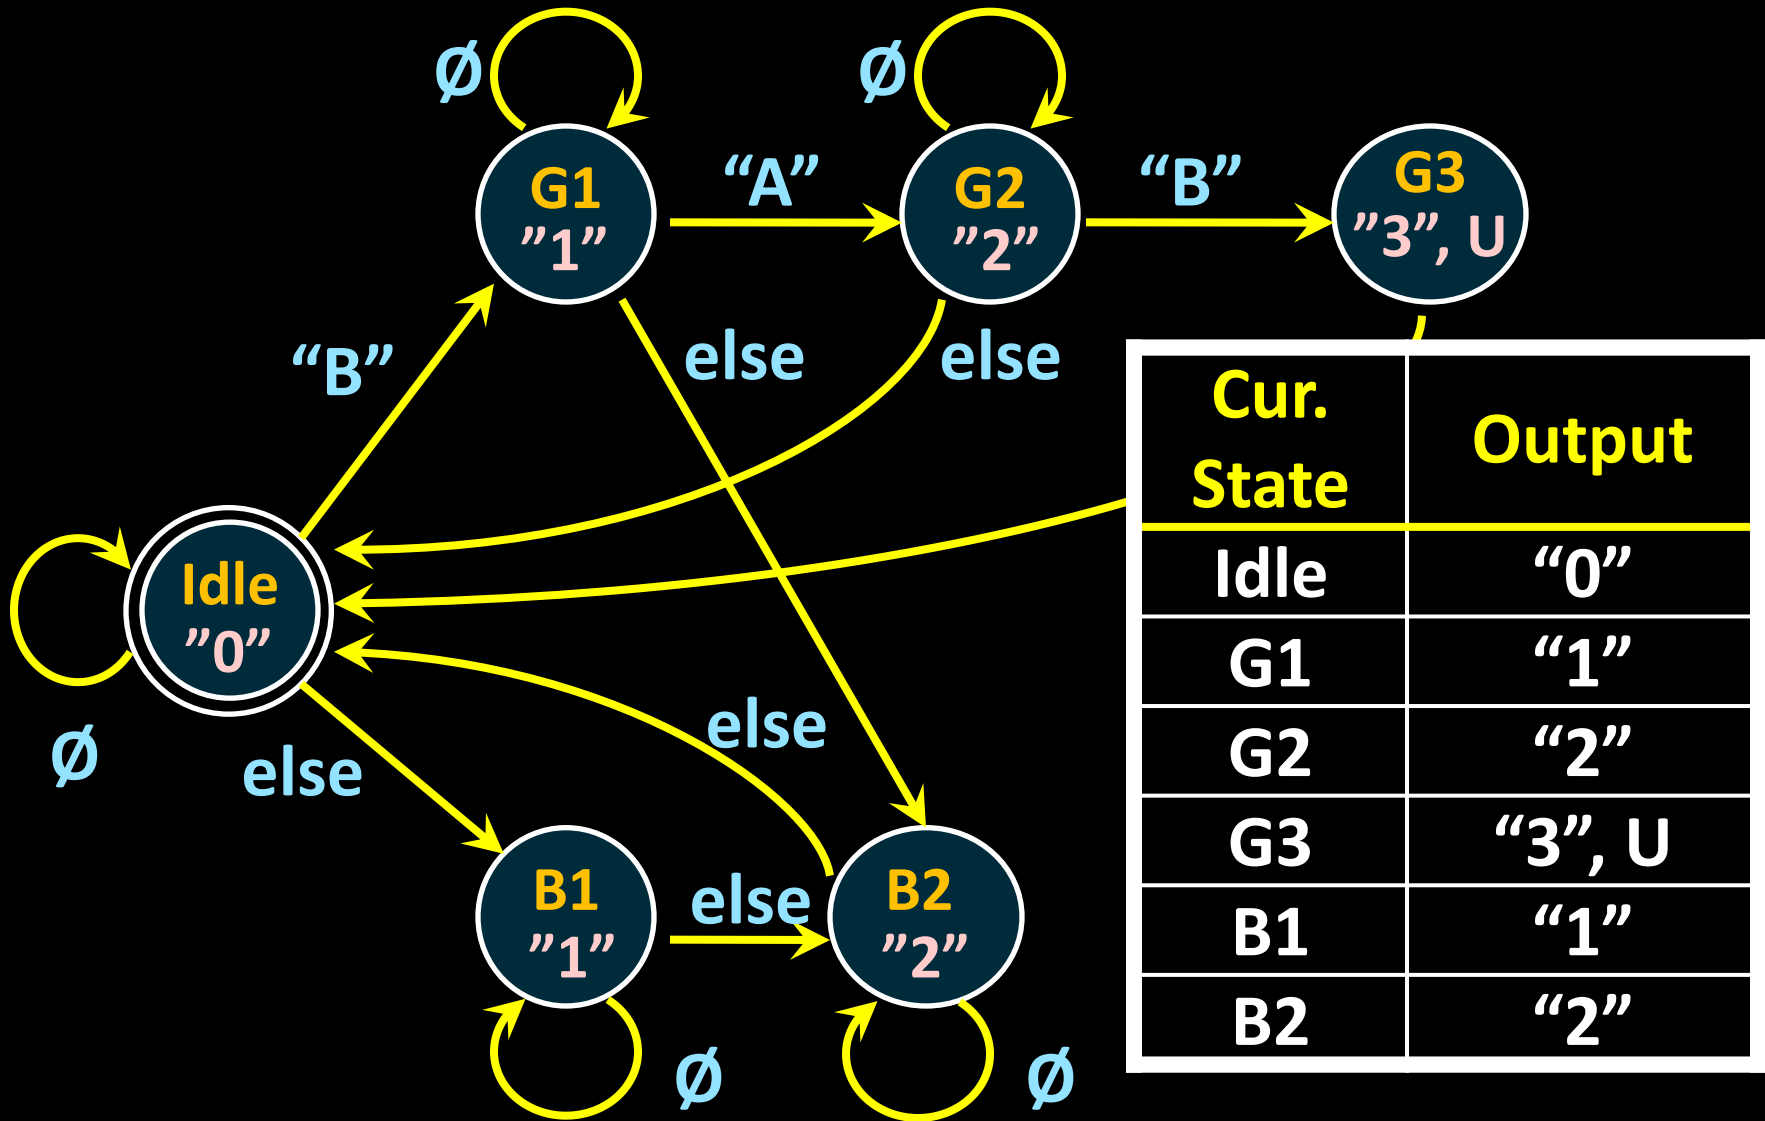 Ø
Ø
G1
”1”
“A”
G2
”2”
“B”
G3
”3”, U
“B”
else
else
Idle
”0”
Ø
else
else
B1
”1”
else
B2
”2”
Ø
Ø
Cur. State
Output
Idle
“0”
G1
“1”
G2
“2”
G3
“3”, U
B1
“1”
B2
“2”